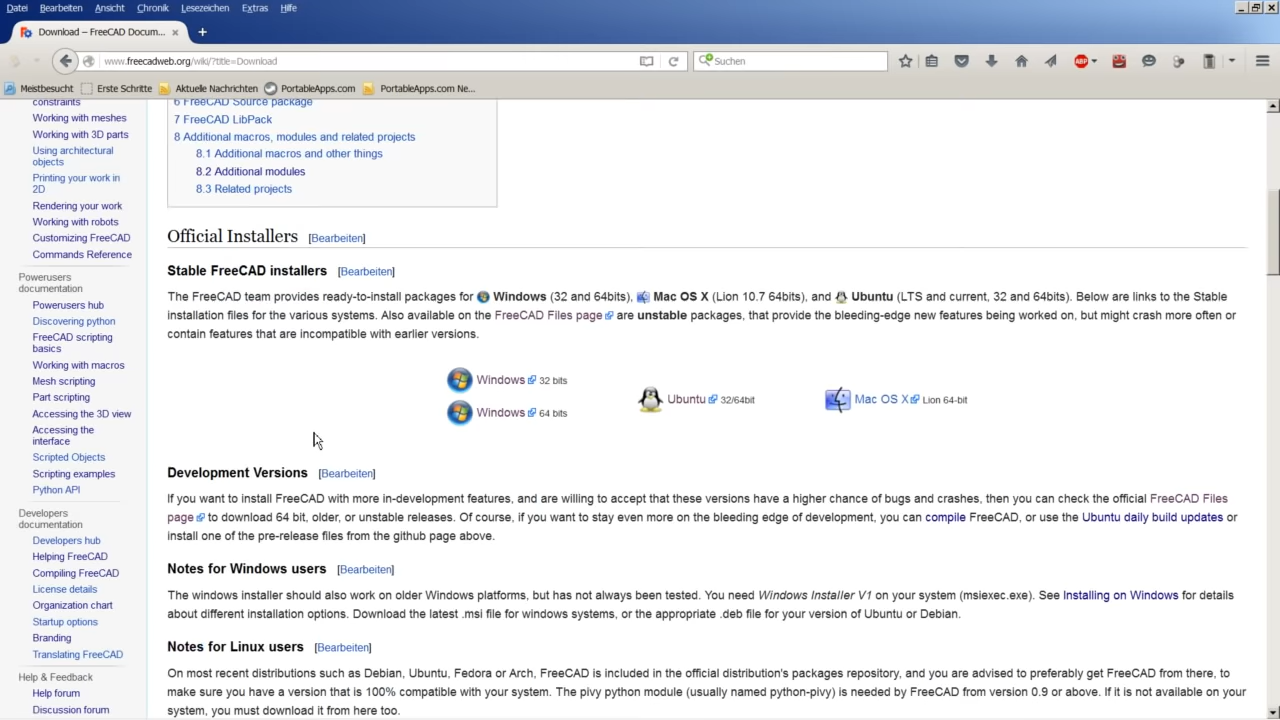 Datei Bearbeiten Ansicht Chronik Lesezeichen Extras Hilfe
Download – FreeCAD Docum...
www.freecadweb.org/wiki/?title=Download
Suchen
ABP
Meistbesucht Erste Schritte Aktuelle Nachrichten PortableApps.com PortableApps.com Ne...
constraints
Working with meshes
Working with 3D parts
Using architectural
objects
Printing your work in
2D
Rendering your work
Working with robots
Customizing FreeCAD
Commands Reference
Powerusers
documentation
Powerusers hub
Discovering python
FreeCAD scripting
basics
Working with macros
Mesh scripting
Part scripting
Accessing the 3D view
Accessing the
interface
Scripted Objects
Scripting examples
Python API
Developers
documentation
Developers hub
Helping FreeCAD
Compiling FreeCAD
License details
Organization chart
Startup options
Branding
Translating FreeCAD
Help & Feedback
Help forum
Discussion forum
6 FreeCAD Source package
7 FreeCAD LibPack
8 Additional macros, modules and related projects
8.1 Additional macros and other things
8.2 Additional modules
8.3 Related projects
Official Installers [Bearbeiten]
Stable FreeCAD installers [Bearbeiten]
The FreeCAD team provides ready-to-install packages for Windows (32 and 64bits), Mac OS X (Lion 10.7 64bits), and Ubuntu (LTS and current, 32 and 64bits). Below are links to the Stable
installation files for the various systems. Also available on the FreeCAD Files page are unstable packages, that provide the bleeding-edge new features being worked on, but might crash more often or
contain features that are incompatible with earlier versions.
Windows 32 bits
Windows 64 bits
Ubuntu 32/64bit
Mac OS X Lion 64-bit
Development Versions [Bearbeiten]
If you want to install FreeCAD with more in-development features, and are willing to accept that these versions have a higher chance of bugs and crashes, then you can check the official FreeCAD Files
page to download 64 bit, older, or unstable releases. Of course, if you want to stay even more on the bleeding edge of development, you can compile FreeCAD, or use the Ubuntu daily build updates or
install one of the pre-release files from the github page above.
Notes for Windows users [Bearbeiten]
The windows installer should also work on older Windows platforms, but has not always been tested. You need Windows Installer V1 on your system (msiexec.exe). See Installing on Windows for details
about different installation options. Download the latest .msi file for windows systems, or the appropriate .deb file for your version of Ubuntu or Debian.
Notes for Linux users [Bearbeiten]
On most recent distributions such as Debian, Ubuntu, Fedora or Arch, FreeCAD is included in the official distribution's packages repository, and you are advised to preferably get FreeCAD from there, to
make sure you have a version that is 100% compatible with your system. The pivy python module (usually named python-pivy) is needed by FreeCAD from version 0.9 or above. If it is not available on your
system, you must download it from here too.